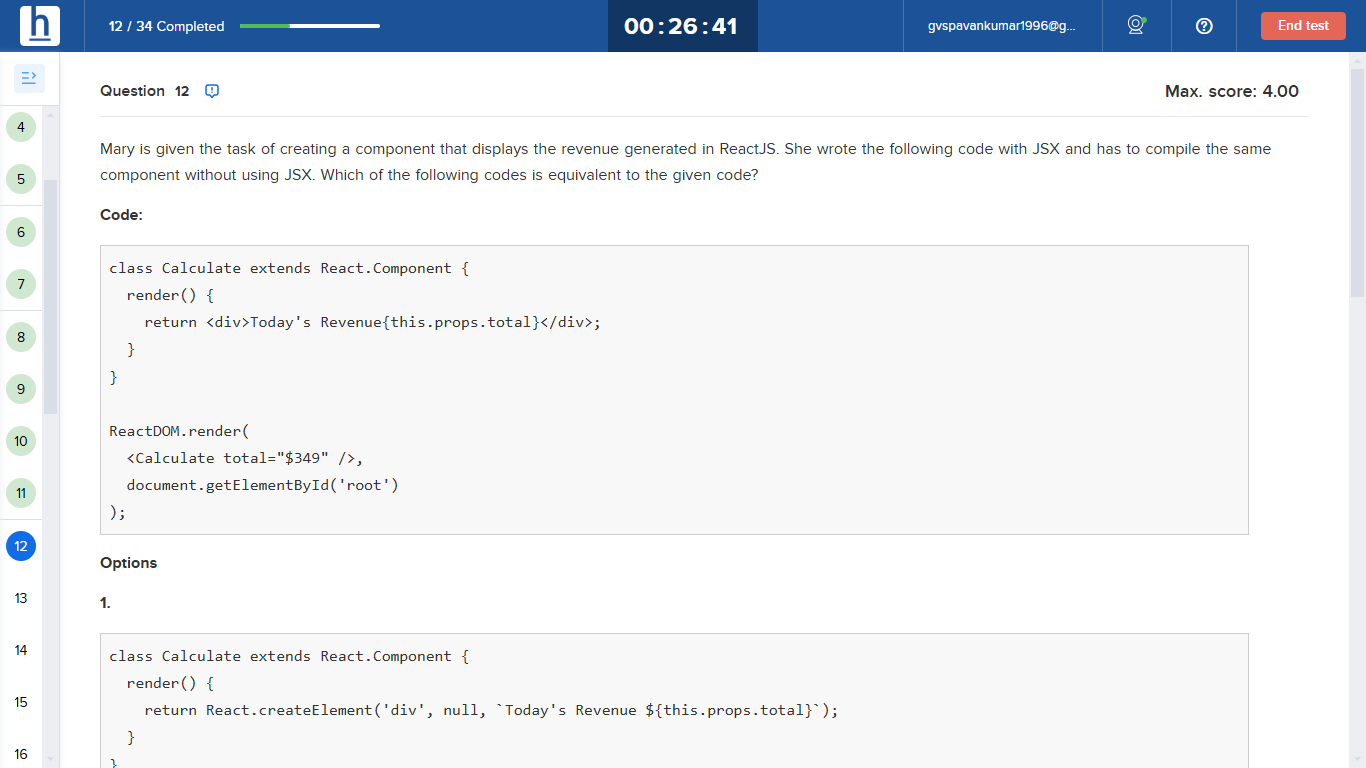 h
12 / 34 Completed
00:26:41
gvspavankumar1996@g...
End test
Question 12
Max. score: 4.00
4
5
6
7
8
9
10
11
12
13
14
15
16
Mary is given the task of creating a component that displays the revenue generated in ReactJS. She wrote the following code with JSX and has to compile the same
component without using JSX. Which of the following codes is equivalent to the given code?
Code:
class Calculate extends React.Component {
  render() {
    return <div>Today's Revenue{this.props.total}</div>;
  }
}
ReactDOM.render(
  <Calculate total="$349" />,
  document.getElementById('root')
);
Options
1.
class Calculate extends React.Component {
  render() {
    return React.createElement('div', null, `Today's Revenue ${this.props.total}`);
  }
}